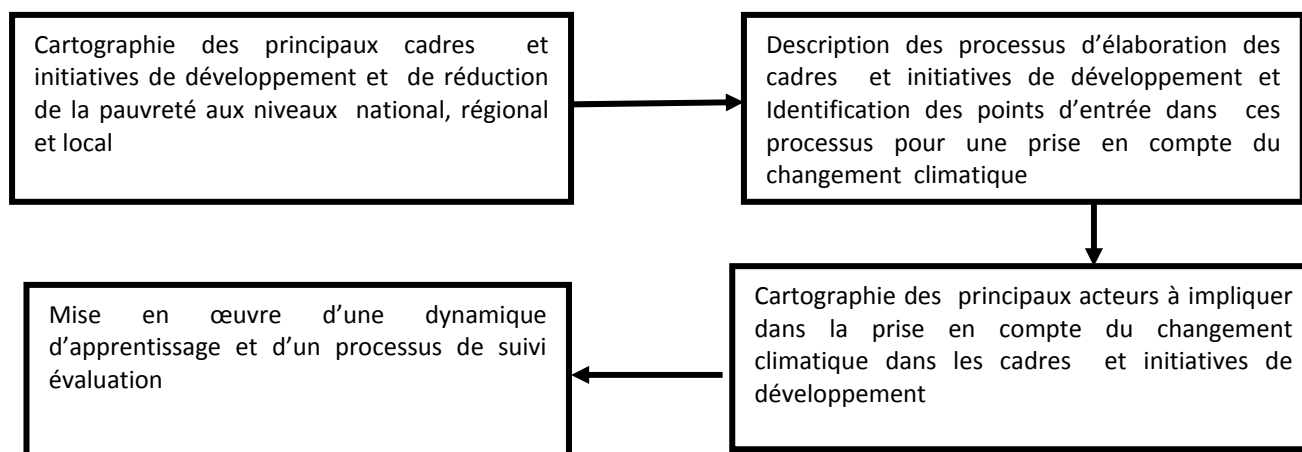 Cartographie des principaux cadres et
initiatives de développement et de réduction
de la pauvreté aux niveaux national, régional
et local
Description des processus d’élaboration des
cadres et initiatives de développement et
Identification des points d’entrée dans ces
processus pour une prise en compte du
changement climatique
Cartographie des principaux acteurs à impliquer
dans la prise en compte du changement
climatique dans les cadres et initiatives de
développement
Mise en œuvre d’une dynamique
d’apprentissage et d’un processus de suivi
évaluation